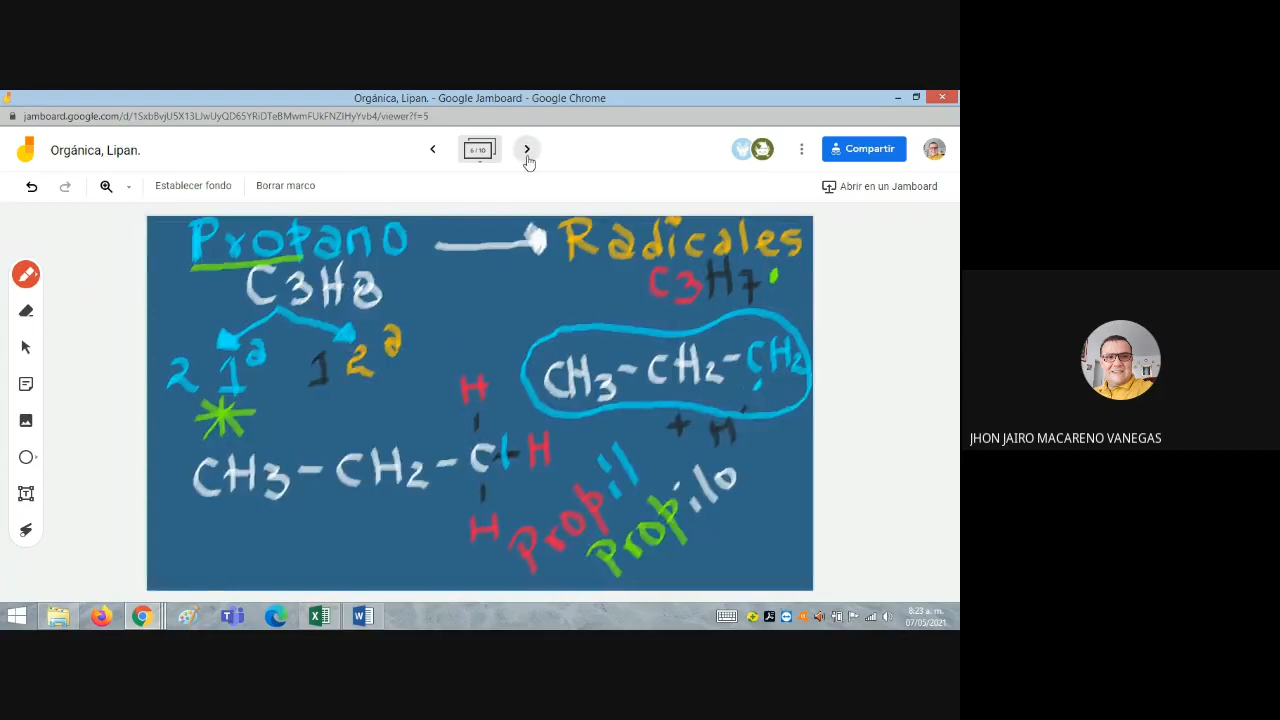 Orgánica, Lipan. - Google Jamboard - Google Chrome
jamboard.google.com/d/1SxbBvjU5X13LJwUyQD65YRiDTeBMwmFUkFNZIHyYvb4/viewer?f=5
Orgánica, Lipan.
6 / 10
Compartir
Establecer fondo
Borrar marco
Abrir en un Jamboard
Propano
Radicales
C3H8
C3H7·
2 1ª
1 2ª
CH3-CH2-CH2
+ H·
H
CH3-CH2-C+H
H
Propil
Propilo
JHON JAIRO MACARENO VANEGAS
8:23 a. m.
07/05/2021